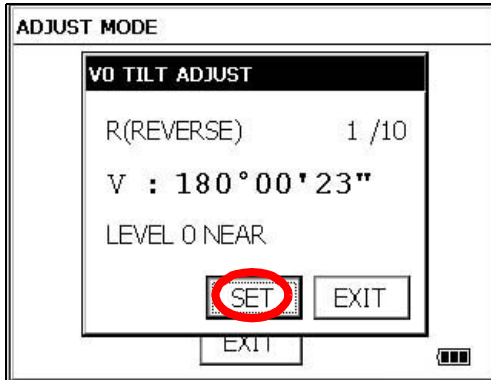 ADJUST MODE
V0 TILT ADJUST
R(REVERSE) 1 /10
V : 180°00'23"
LEVEL 0 NEAR
SET EXIT
EXIT